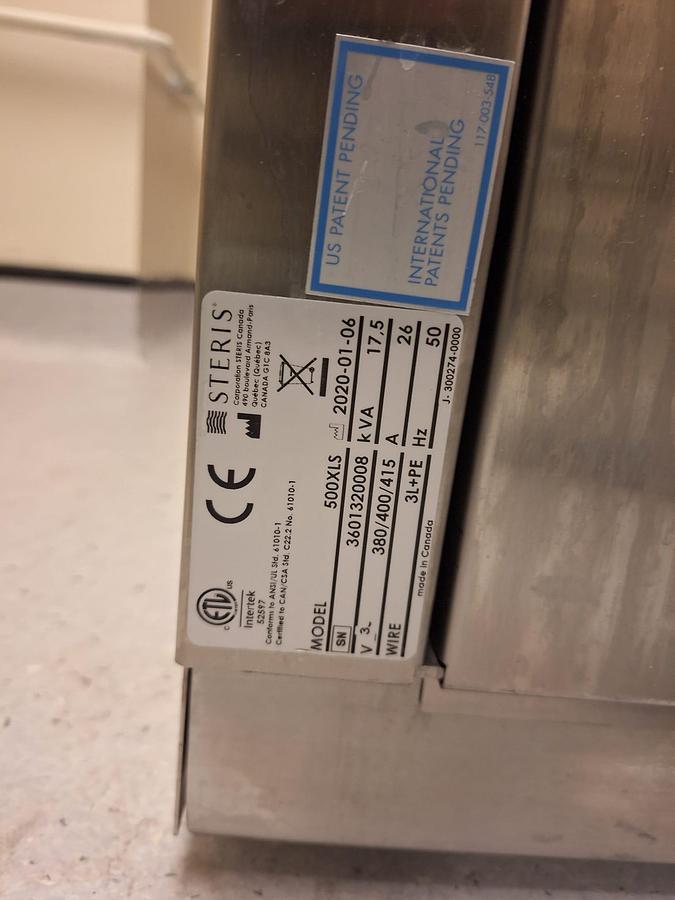 US PATENT PENDING
INTERNATIONAL
PATENTS PENDING
117-003-548
STERIS®
Corporation STERIS Canada
490 boulevard Armand-Paris
Québec (Québec)
CANADA G1C 8A3
CE
C ETL US
Intertek
52597
Conforms to ANSI/UL Std. 61010-1
Certified to CAN/CSA Std. C22.2 No. 61010-1
MODEL 500XLS 2020-01-06
SN 3601320008 kVA 17,5
V 3~ 380/400/415 A 26
WIRE 3L+PE Hz 50
made in Canada J- 300274-0000